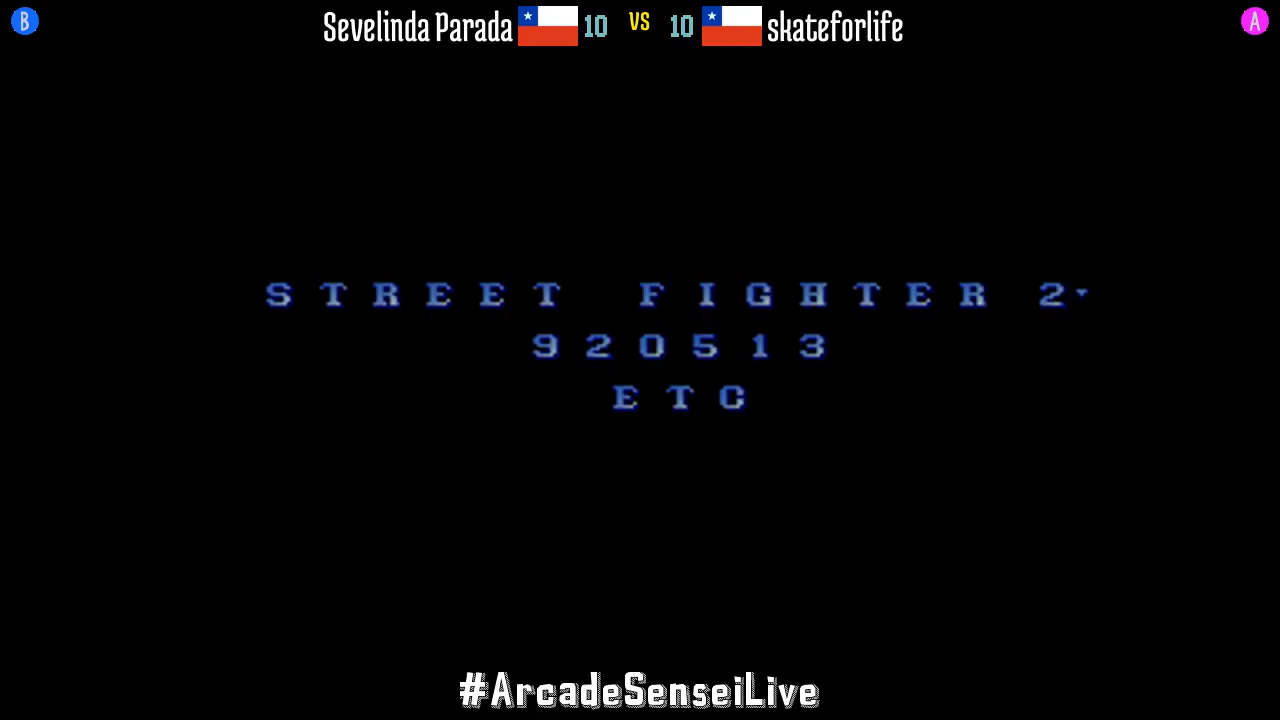 B Sevelinda Parada 10 VS 10 skateforlife A
STREET FIGHTER 2'
920513
ETC
#ArcadeSenseiLive